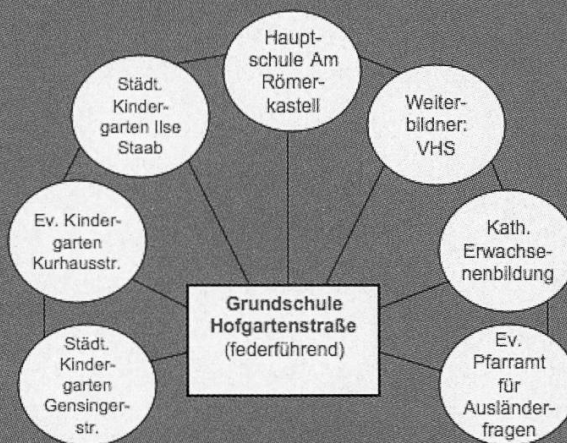 Haupt-
schule Am
Römer-
kastell
Städt.
Kinder-
garten Ilse
Staab
Weiter-
bildner:
VHS
Ev. Kinder-
garten
Kurhausstr.
Kath.
Erwachse-
nenbildung
Grundschule
Hofgartenstraße
(federführend)
Städt.
Kinder-
garten
Gensinger-
str.
Ev.
Pfarramt
für
Ausländer-
fragen